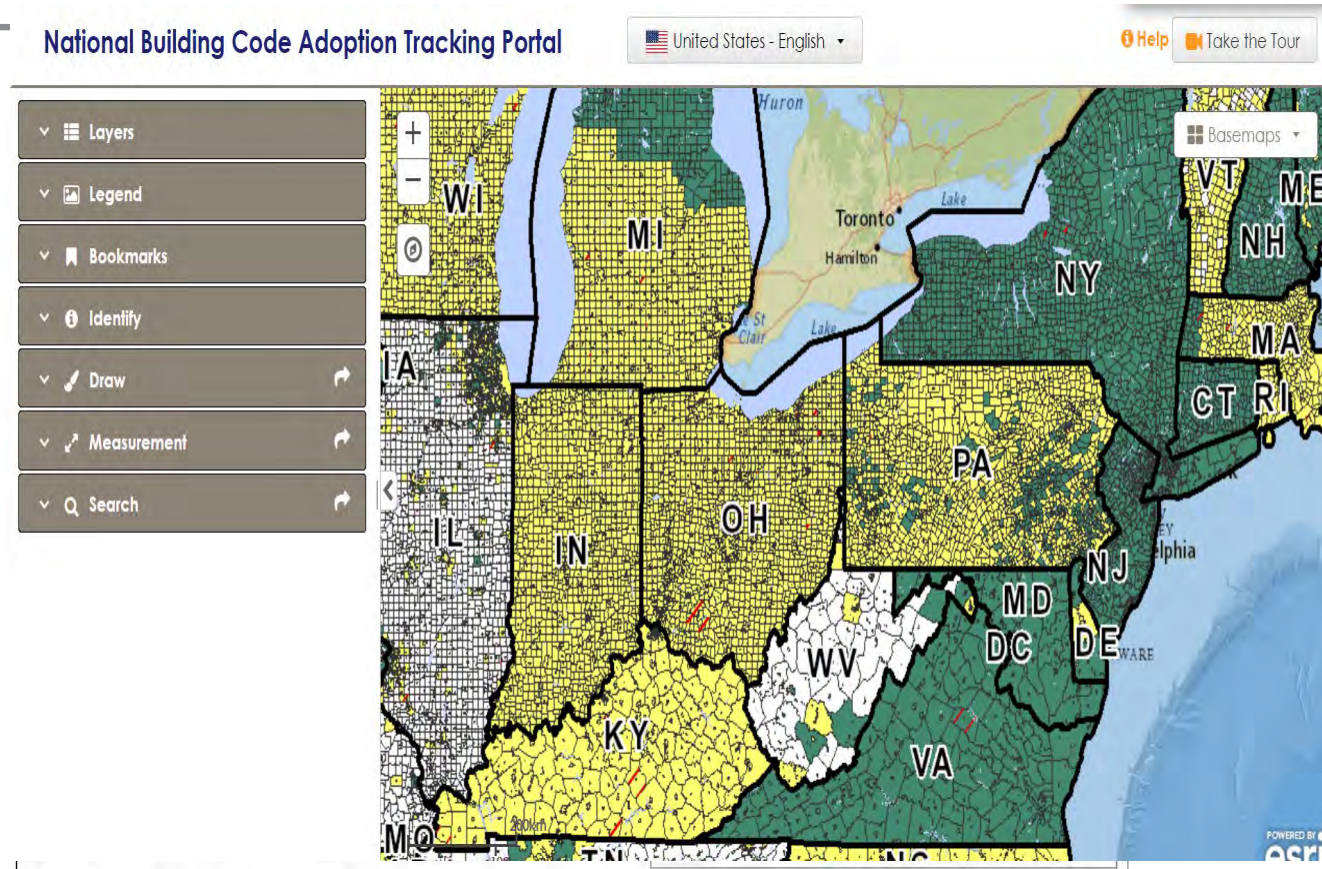 National Building Code Adoption Tracking Portal
United States - English
Help
Take the Tour
Layers
Legend
Bookmarks
Identify
Draw
Measurement
Search
+
−
Basemaps
Huron
WI
MI
Toronto
Hamilton
Lake
NY
VT
ME
NH
MA
CT
RI
St
Clair
Lake
IA
IL
IN
OH
PA
NJ
elphia
MD
DC
DE
WARE
WV
KY
VA
MO
200km
TN
NC
POWERED BY
esri